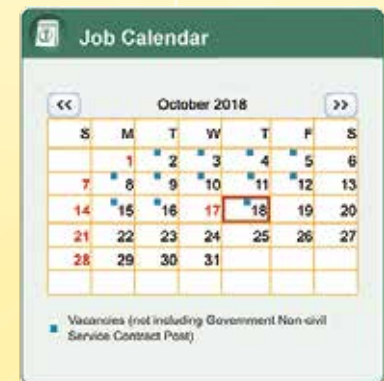 Job Calendar
<< October 2018 >>
S M T W T F S
1 2 3 4 5 6
7 8 9 10 11 12 13
14 15 16 17 18 19 20
21 22 23 24 25 26 27
28 29 30 31
Vacancies (not including Government Non-civil
Service Contract Post)